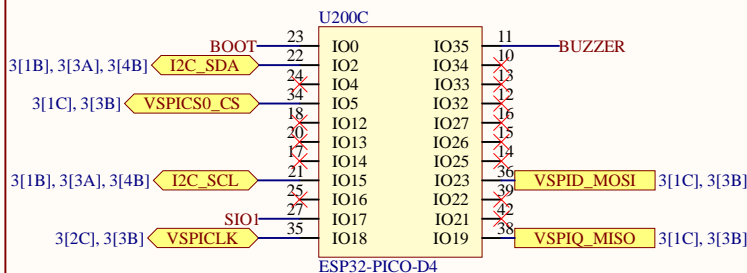 U200C
BOOT 23 IO0 IO35 11 BUZZER
3[1B], 3[3A], 3[4B] I2C_SDA 22 IO2 IO34 10
24 IO4 IO33 13
3[1C], 3[3B] VSPICS0_CS 34 IO5 IO32 12
18 IO12 IO27 16
20 IO13 IO26 15
17 IO14 IO25 14
3[1B], 3[3A], 3[4B] I2C_SCL 21 IO15 IO23 36 VSPID_MOSI 3[1C], 3[3B]
25 IO16 IO22 39
SIO1 27 IO17 IO21 42
3[2C], 3[3B] VSPICLK 35 IO18 IO19 38 VSPIQ_MISO 3[1C], 3[3B]
ESP32-PICO-D4